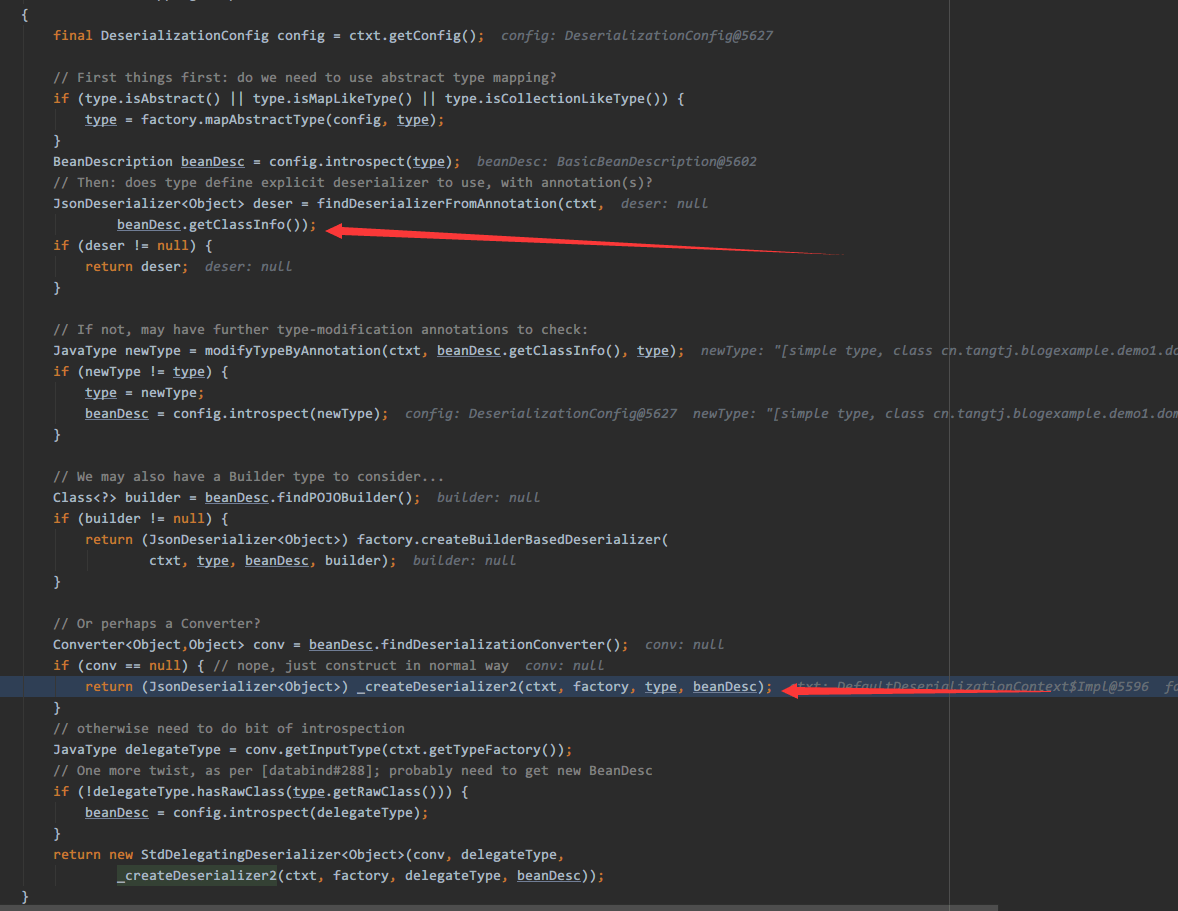 {
final DeserializationConfig config = ctxt.getConfig();  config: DeserializationConfig@5627
// First things first: do we need to use abstract type mapping?
if (type.isAbstract() || type.isMapLikeType() || type.isCollectionLikeType()) {
type = factory.mapAbstractType(config, type);
}
BeanDescription beanDesc = config.introspect(type);  beanDesc: BasicBeanDescription@5602
// Then: does type define explicit deserializer to use, with annotation(s)?
JsonDeserializer<Object> deser = findDeserializerFromAnnotation(ctxt,  deser: null
beanDesc.getClassInfo());
if (deser != null) {
return deser;  deser: null
}
// If not, may have further type-modification annotations to check:
JavaType newType = modifyTypeByAnnotation(ctxt, beanDesc.getClassInfo(), type);  newType: "[simple type, class cn.tangtj.blogexample.demo1.do
if (newType != type) {
type = newType;
beanDesc = config.introspect(newType);  config: DeserializationConfig@5627  newType: "[simple type, class cn.tangtj.blogexample.demo1.dom
}
// We may also have a Builder type to consider...
Class<?> builder = beanDesc.findPOJOBuilder();  builder: null
if (builder != null) {
return (JsonDeserializer<Object>) factory.createBuilderBasedDeserializer(
ctxt, type, beanDesc, builder);  builder: null
}
// Or perhaps a Converter?
Converter<Object,Object> conv = beanDesc.findDeserializationConverter();  conv: null
if (conv == null) { // nope, just construct in normal way  conv: null
return (JsonDeserializer<Object>) _createDeserializer2(ctxt, factory, type, beanDesc);  ctxt: DefaultDeserializationContext$Impl@5596  fa
}
// otherwise need to do bit of introspection
JavaType delegateType = conv.getInputType(ctxt.getTypeFactory());
// One more twist, as per [databind#288]; probably need to get new BeanDesc
if (!delegateType.hasRawClass(type.getRawClass())) {
beanDesc = config.introspect(delegateType);
}
return new StdDelegatingDeserializer<Object>(conv, delegateType,
_createDeserializer2(ctxt, factory, delegateType, beanDesc));
}